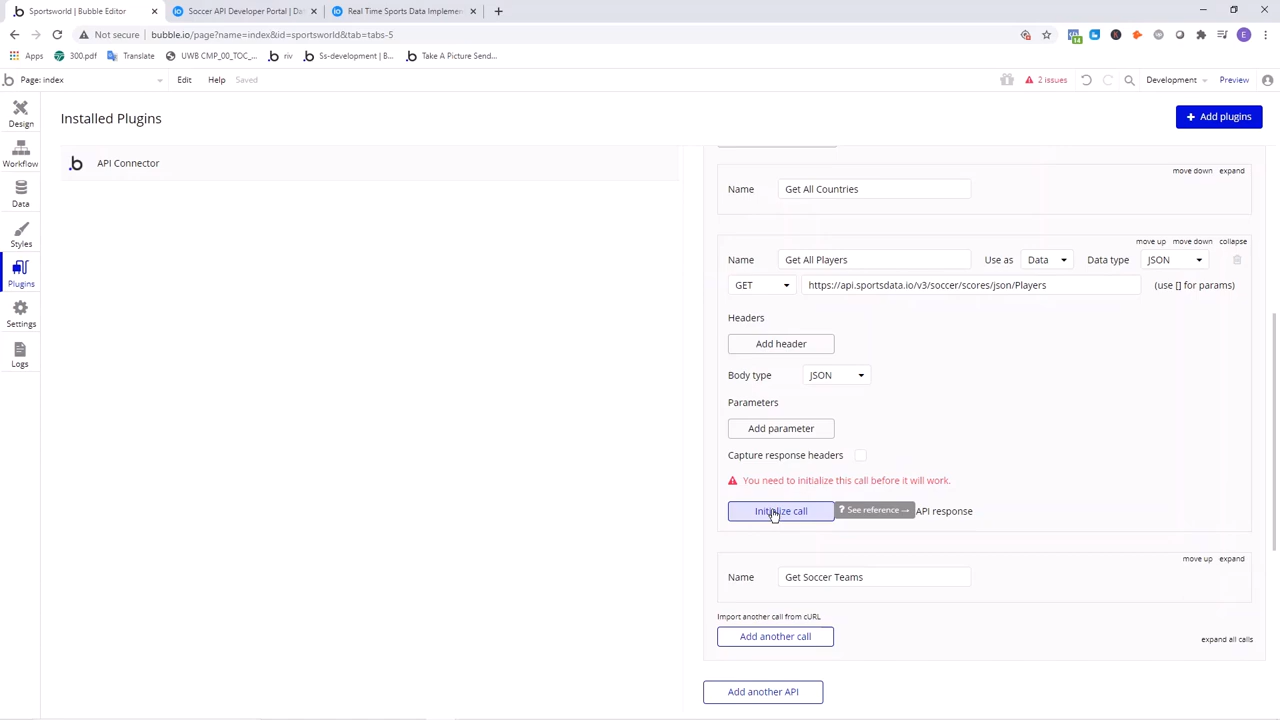 Sportsworld | Bubble Editor
Soccer API Developer Portal | Dat
Real Time Sports Data Implemen
Not secure
bubble.io/page?name=index&id=sportsworld&tab=tabs-5
14
E
Apps
300.pdf
Translate
UWB CMP_00_TOC_...
riv
Ss-development | B...
Take A Picture Send...
Page: index
Edit
Help
Saved
2 issues
Development
Preview
Design
Workflow
Data
Styles
Plugins
Settings
Logs
Installed Plugins
+ Add plugins
API Connector
move down expand
Name Get All Countries
move up move down collapse
Name Get All Players Use as Data Data type JSON
GET https://api.sportsdata.io/v3/soccer/scores/json/Players (use [] for params)
Headers
Add header
Body type JSON
Parameters
Add parameter
Capture response headers
You need to initialize this call before it will work.
Initialize call ? See reference → API response
move up expand
Name Get Soccer Teams
Import another call from cURL
Add another call
expand all calls
Add another API